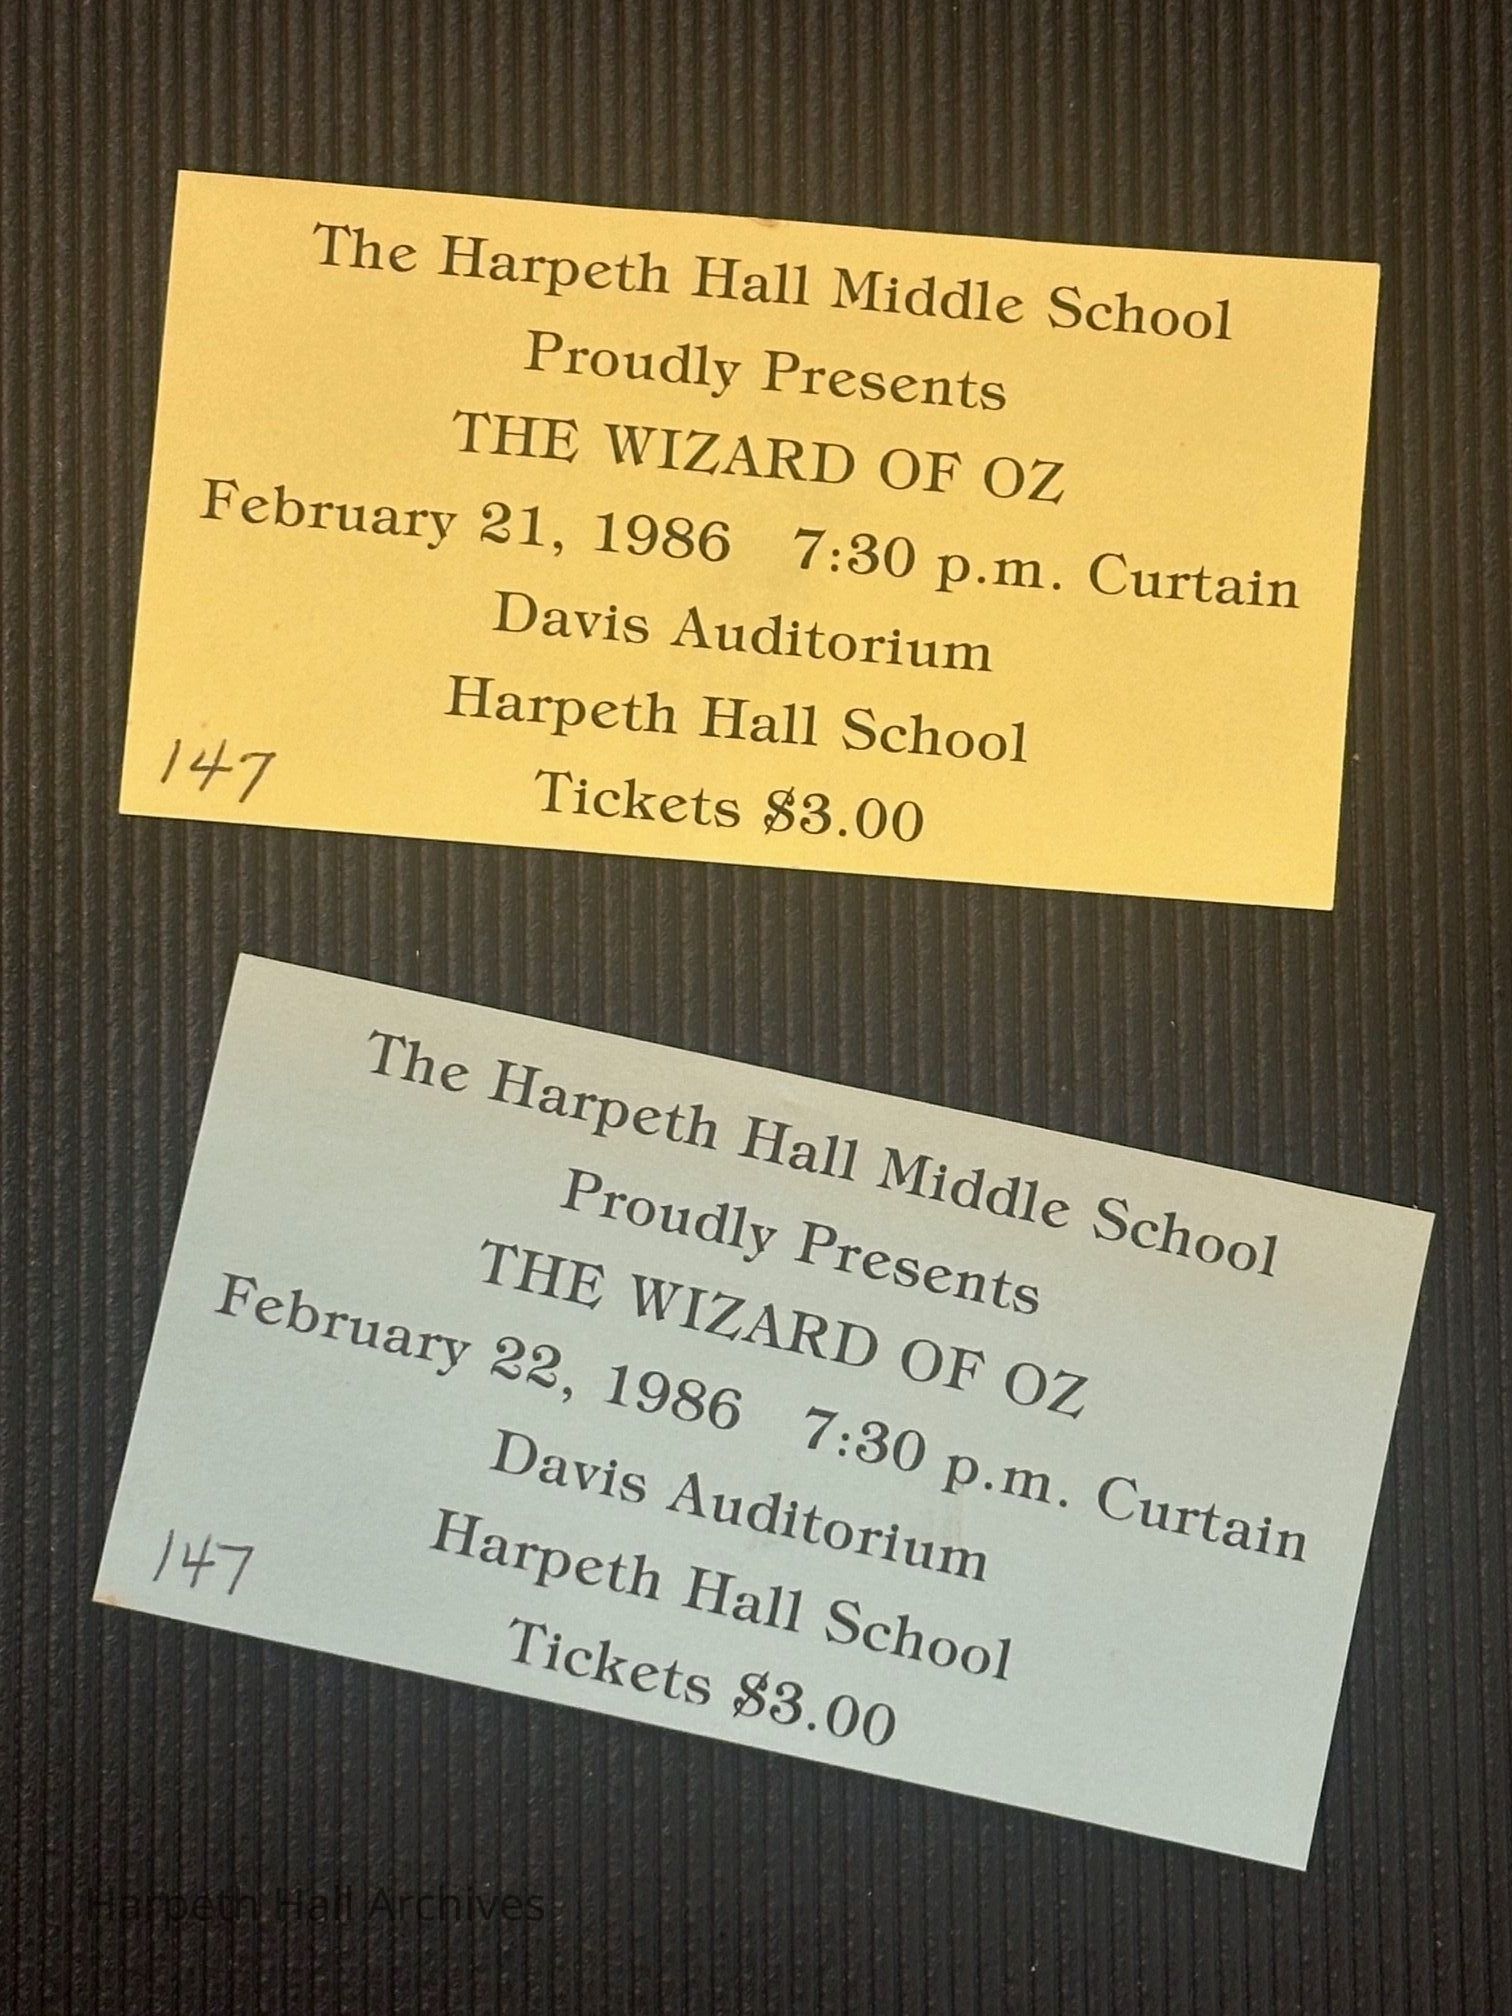 The Harpeth Hall Middle School
Proudly Presents
THE WIZARD OF OZ
February 21, 1986 7:30 p.m. Curtain
Davis Auditorium
Harpeth Hall School
Tickets $3.00
147
The Harpeth Hall Middle School
Proudly Presents
THE WIZARD OF OZ
February 22, 1986 7:30 p.m. Curtain
Davis Auditorium
Harpeth Hall School
Tickets $3.00
147
Harpeth Hall Archives